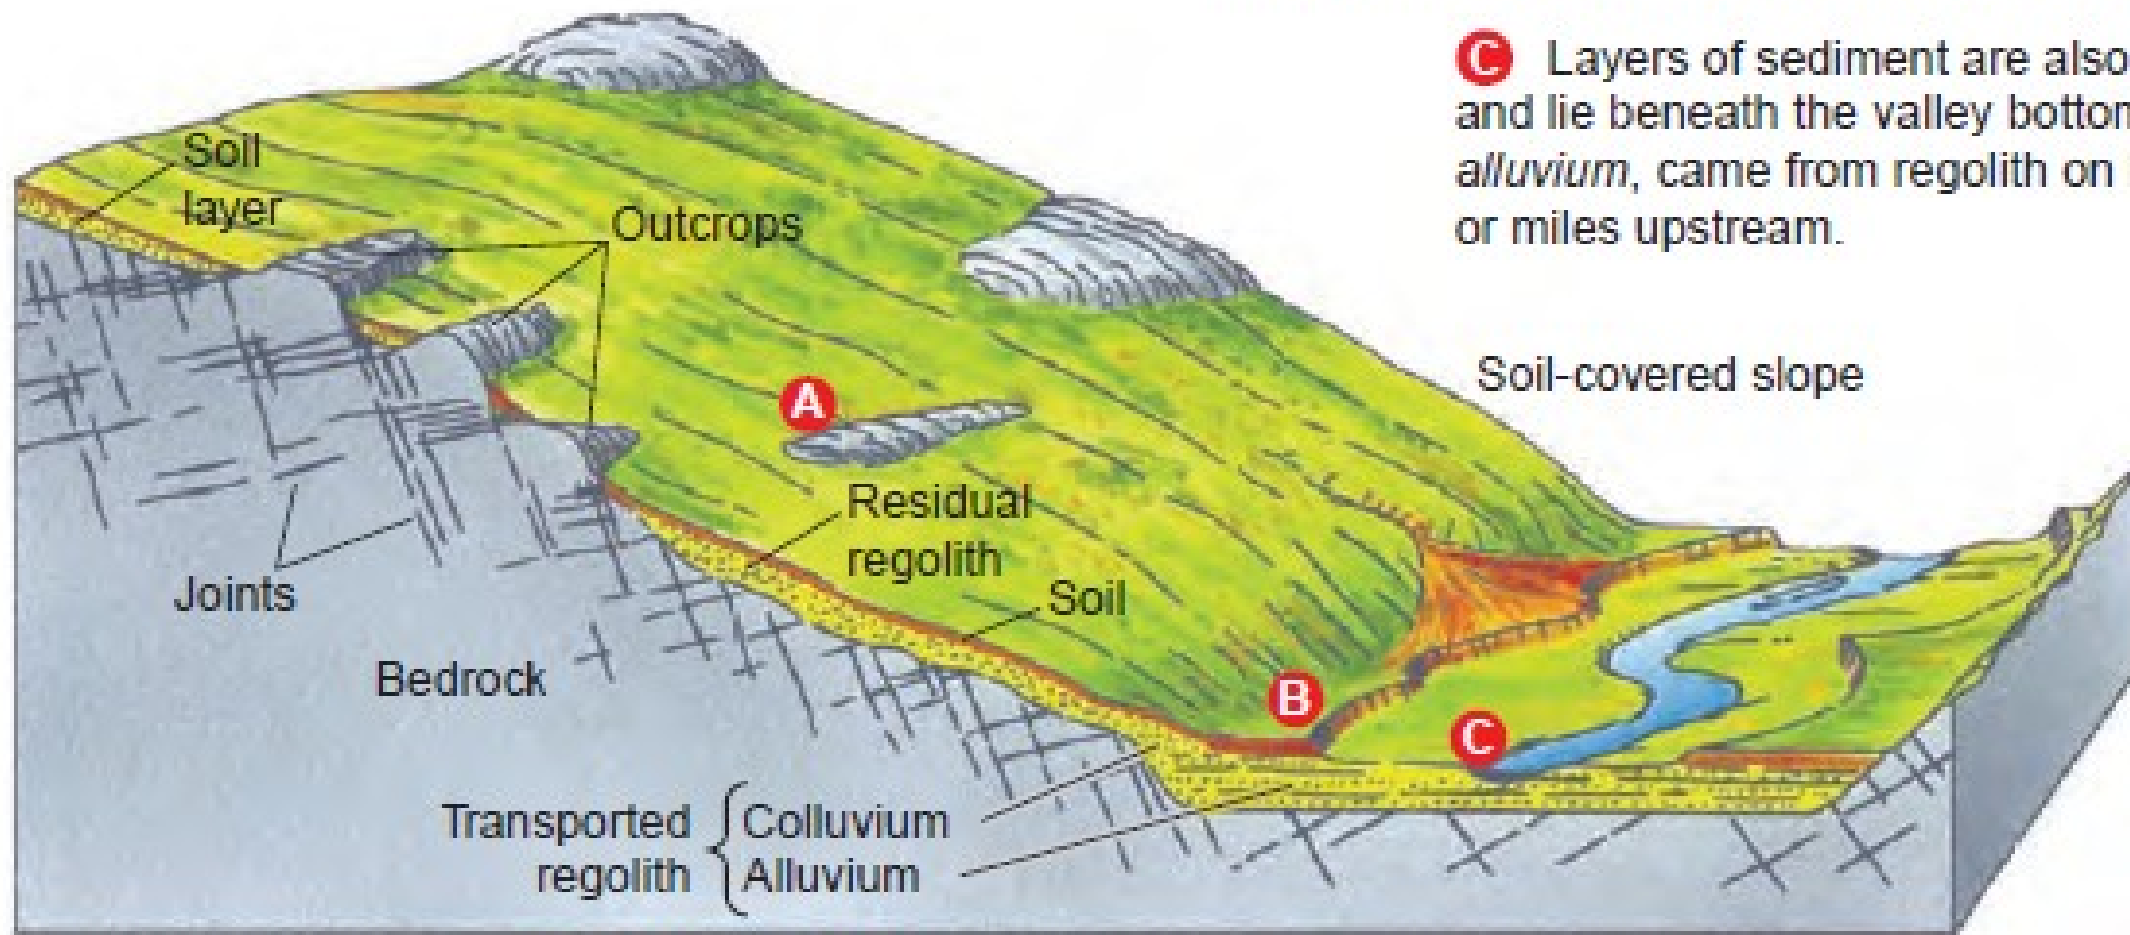 C Layers of sediment are also
and lie beneath the valley bottom
alluvium, came from regolith on
or miles upstream.
Soil
layer
Outcrops
Soil-covered slope
A
Residual
regolith
Soil
Joints
Bedrock
B
C
Transported
regolith
Colluvium
Alluvium